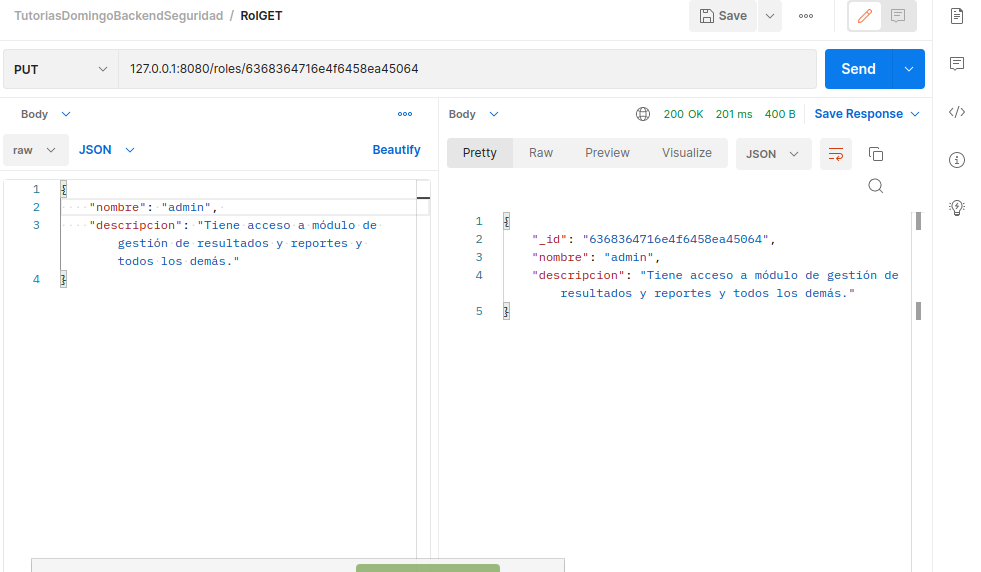 TutoriasDomingoBackendSeguridad / RolGET
Save
PUT
127.0.0.1:8080/roles/6368364716e4f6458ea45064
Send
Body
Body
200 OK 201 ms 400 B
Save Response
raw
JSON
Beautify
Pretty Raw Preview Visualize
JSON
1 {
2 "nombre": "admin",
3 "descripcion": "Tiene acceso a módulo de
gestión de resultados y reportes y
todos los demás."
4 }
1 {
2 "_id": "6368364716e4f6458ea45064",
3 "nombre": "admin",
4 "descripcion": "Tiene acceso a módulo de gestión de
resultados y reportes y todos los demás."
5 }